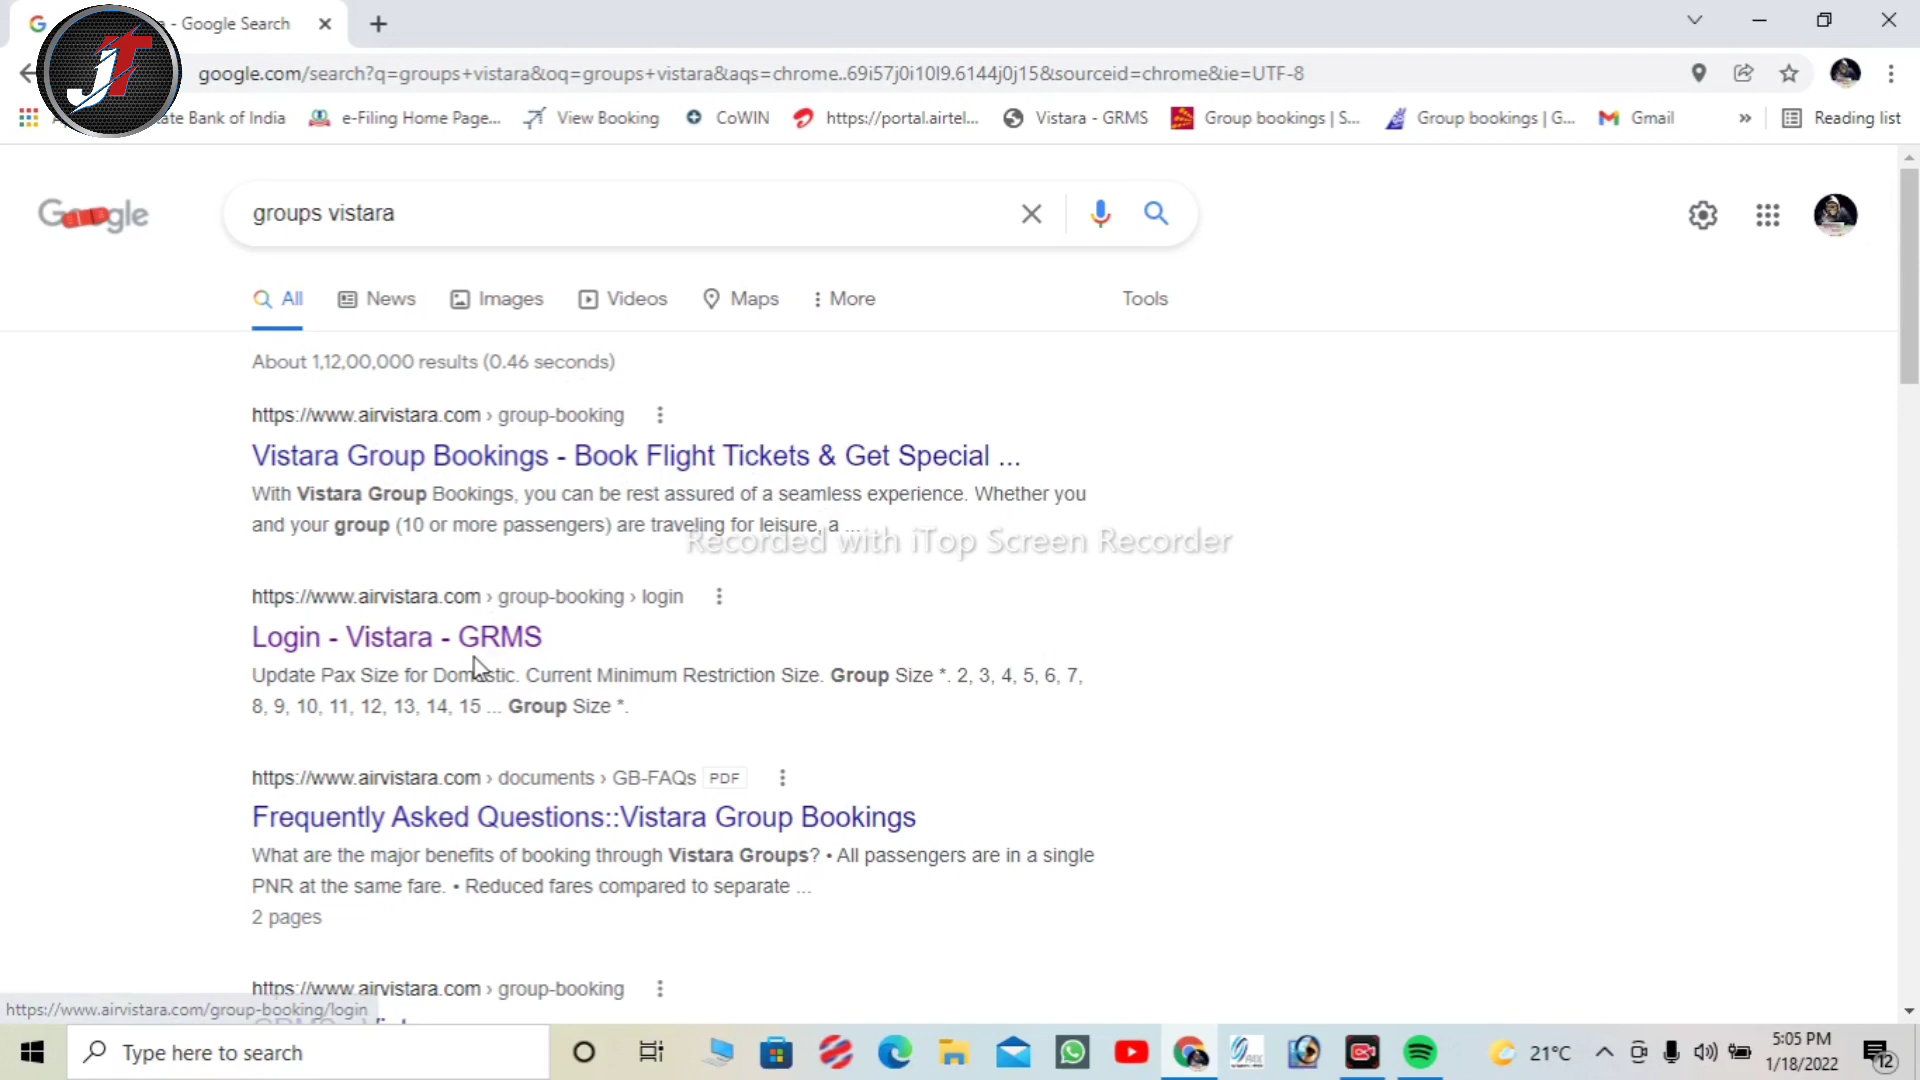 - Google Search
google.com/search?q=groups+vistara&oq=groups+vistara&aqs=chrome..69i57j0i10l9.6144j0j15&sourceid=chrome&ie=UTF-8
JT
ate Bank of India
e-Filing Home Page...
View Booking
CoWIN
https://portal.airtel...
Vistara - GRMS
Group bookings | S...
Group bookings | G...
Gmail
»
Reading list
Google
groups vistara
All
News
Images
Videos
Maps
More
Tools
About 1,12,00,000 results (0.46 seconds)
https://www.airvistara.com › group-booking
Vistara Group Bookings - Book Flight Tickets & Get Special ...
With Vistara Group Bookings, you can be rest assured of a seamless experience. Whether you
and your group (10 or more passengers) are traveling for leisure, a ...
Recorded with iTop Screen Recorder
https://www.airvistara.com › group-booking › login
Login - Vistara - GRMS
Update Pax Size for Domestic. Current Minimum Restriction Size. Group Size *. 2, 3, 4, 5, 6, 7,
8, 9, 10, 11, 12, 13, 14, 15 ... Group Size *.
https://www.airvistara.com › documents › GB-FAQs PDF
Frequently Asked Questions::Vistara Group Bookings
What are the major benefits of booking through Vistara Groups? • All passengers are in a single
PNR at the same fare. • Reduced fares compared to separate ...
2 pages
https://www.airvistara.com › group-booking
https://www.airvistara.com/group-booking/login
Type here to search
21°C
5:05 PM
1/18/2022
12